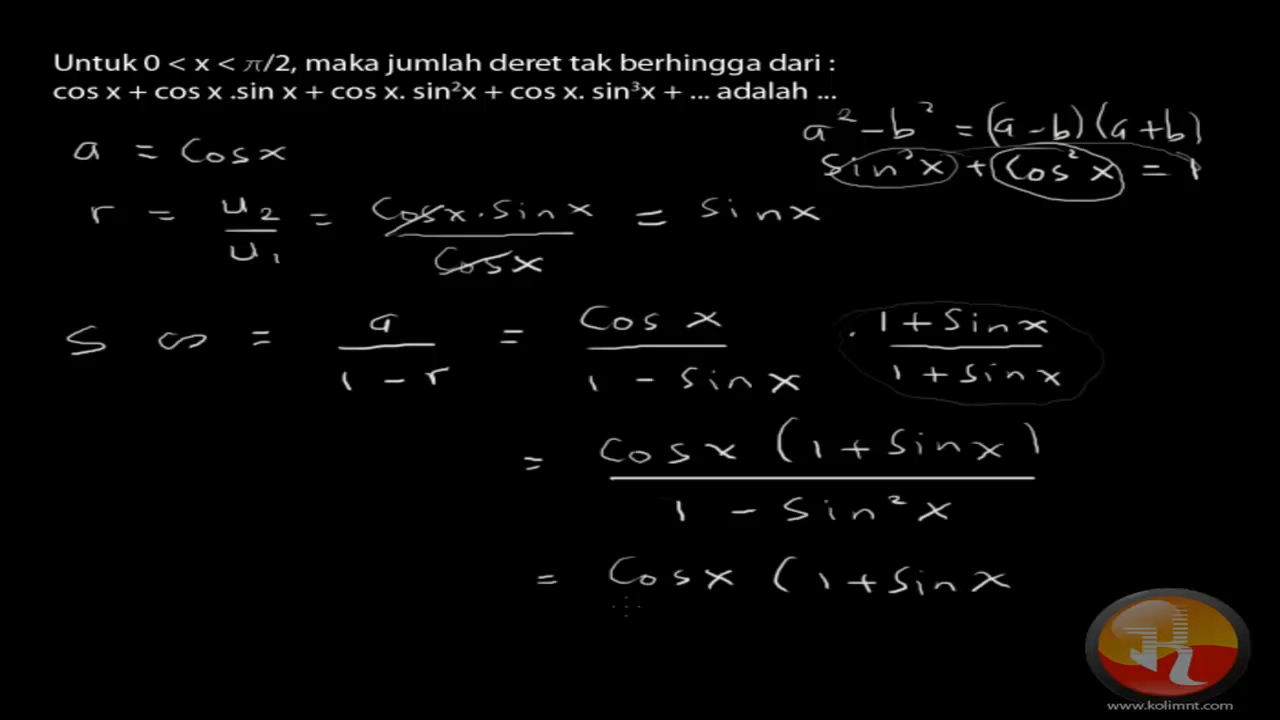 Untuk 0 < x < π/2, maka jumlah deret tak berhingga dari :
cos x + cos x .sin x + cos x. sin²x + cos x. sin³x + ... adalah ...
a² - b² = (a - b) (a + b)
a = Cos x
Sin²x + Cos² x = 1
r = u2/u1 = Cos x . Sin x / Cos x = Sin x
S ∞ = a / 1 - r = Cos x / 1 - Sin x . 1 + Sin x / 1 + Sin x
= Cos x (1 + Sin x) / 1 - Sin² x
= Cos x (1 + Sin x
www.kolimnt.com